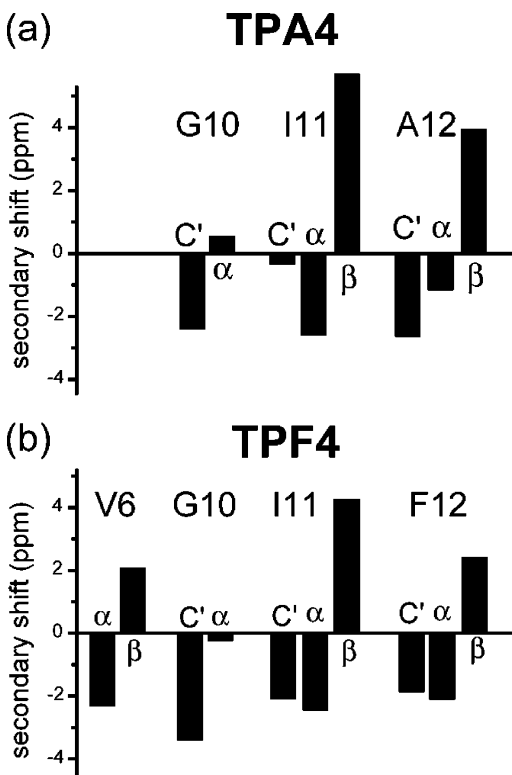 (a) TPA4
secondary shift (ppm)
4
2
0
-2
-4
G10 I11 A12
C' α C' α β C' α β
(b) TPF4
secondary shift (ppm)
4
2
0
-2
-4
V6 G10 I11 F12
α β C' α C' α β C' α β